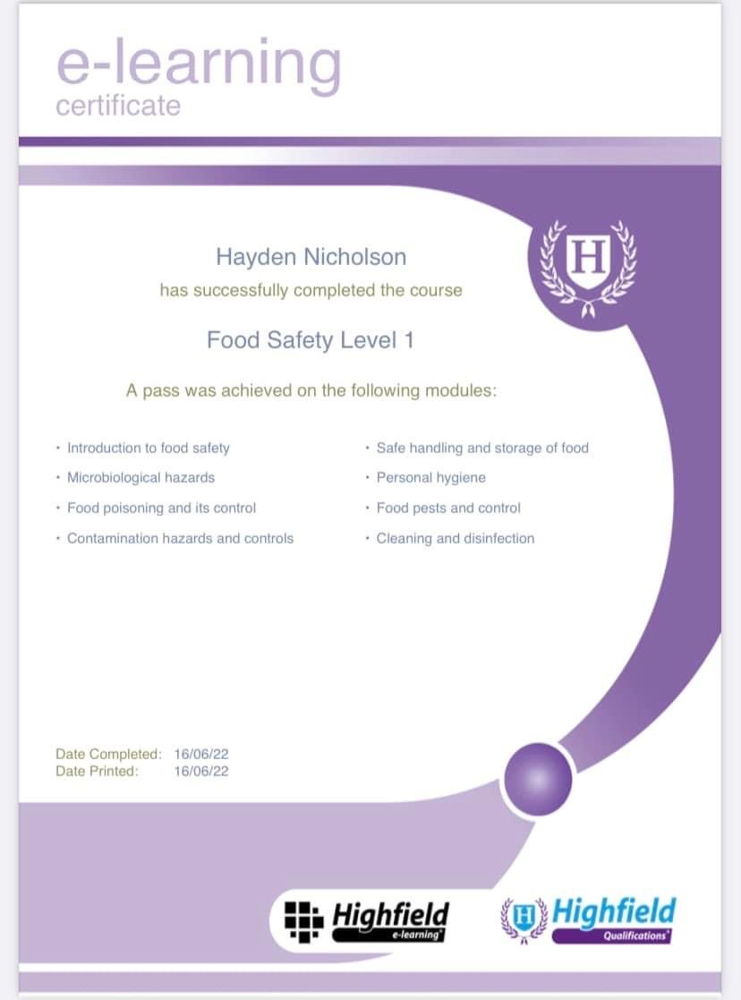 e-learning
certificate
H
Hayden Nicholson
has successfully completed the course
Food Safety Level 1
A pass was achieved on the following modules:
• Introduction to food safety
• Microbiological hazards
• Food poisoning and its control
• Contamination hazards and controls
• Safe handling and storage of food
• Personal hygiene
• Food pests and control
• Cleaning and disinfection
Date Completed: 16/06/22
Date Printed: 16/06/22
Highfield
e-learning
H
Highfield
Qualifications